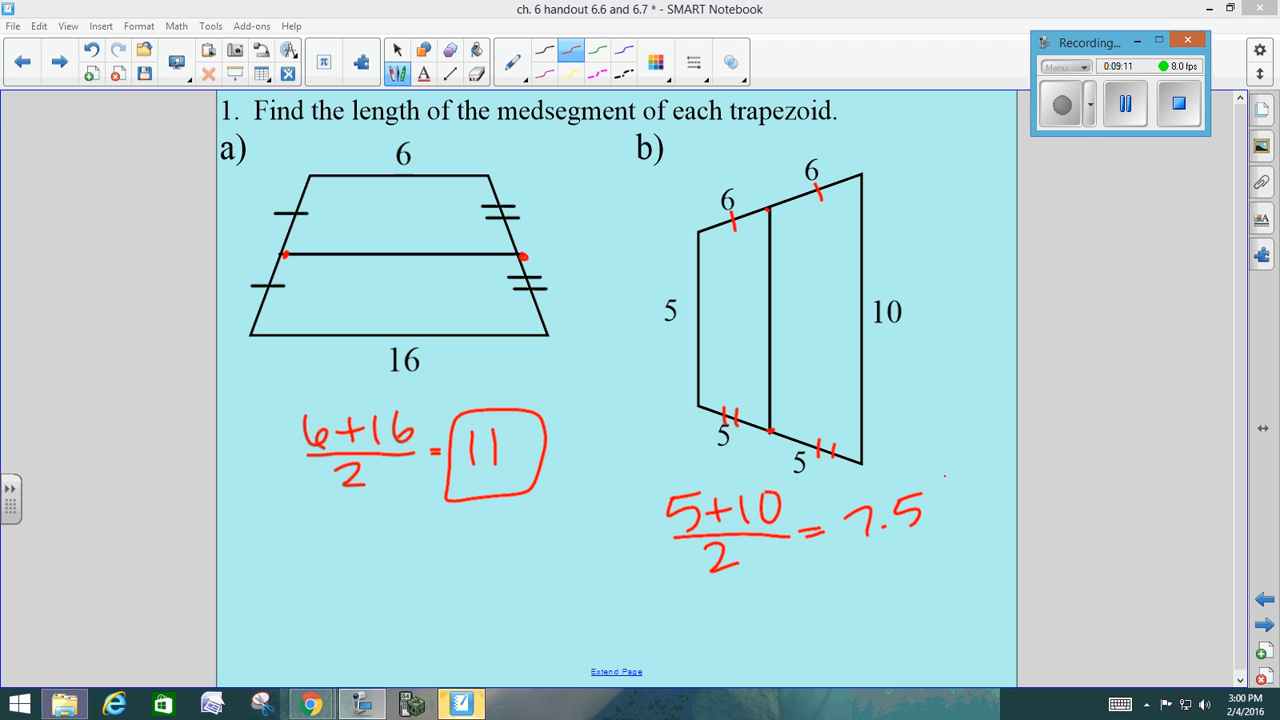 ch. 6 handout 6.6 and 6.7 * - SMART Notebook
File Edit View Insert Format Math Tools Add-ons Help
Recording...
Menu 0:09:11 8.0 fps
1. Find the length of the medsegment of each trapezoid.
a)
6
16
6+16
2
= 11
b)
6
6
5
10
5
5
5+10
2
= 7.5
Extend Page
3:00 PM
2/4/2016